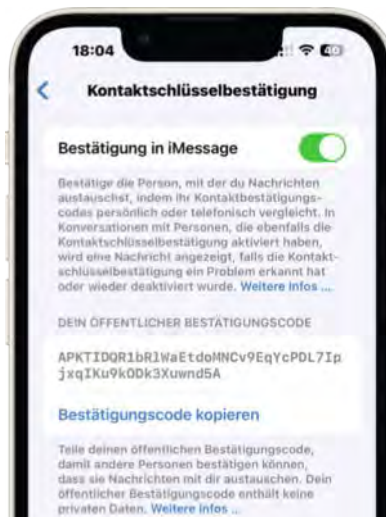 18:04
40
Kontaktschlüsselbestätigung
Bestätigung in iMessage
Bestätige die Person, mit der du Nachrichten
austauschst, indem ihr Kontaktbestätigungs-
codes persönlich oder telefonisch vergleicht. In
Konversationen mit Personen, die ebenfalls die
Kontaktschlüsselbestätigung aktiviert haben,
wird eine Nachricht angezeigt, falls die Kontakt-
schlüsselbestätigung ein Problem erkannt hat
oder wieder deaktiviert wurde. Weitere Infos ...
DEIN ÖFFENTLICHER BESTÄTIGUNGSCODE
APKTIDQR1bRlWaEtdoMNCv9EqYcPDL7Ip
jxqIKu9kODk3Xuwnd5A
Bestätigungscode kopieren
Teile deinen öffentlichen Bestätigungscode,
damit andere Personen bestätigen können,
dass sie Nachrichten mit dir austauschen. Dein
öffentlicher Bestätigungscode enthält keine
privaten Daten. Weitere Infos ...